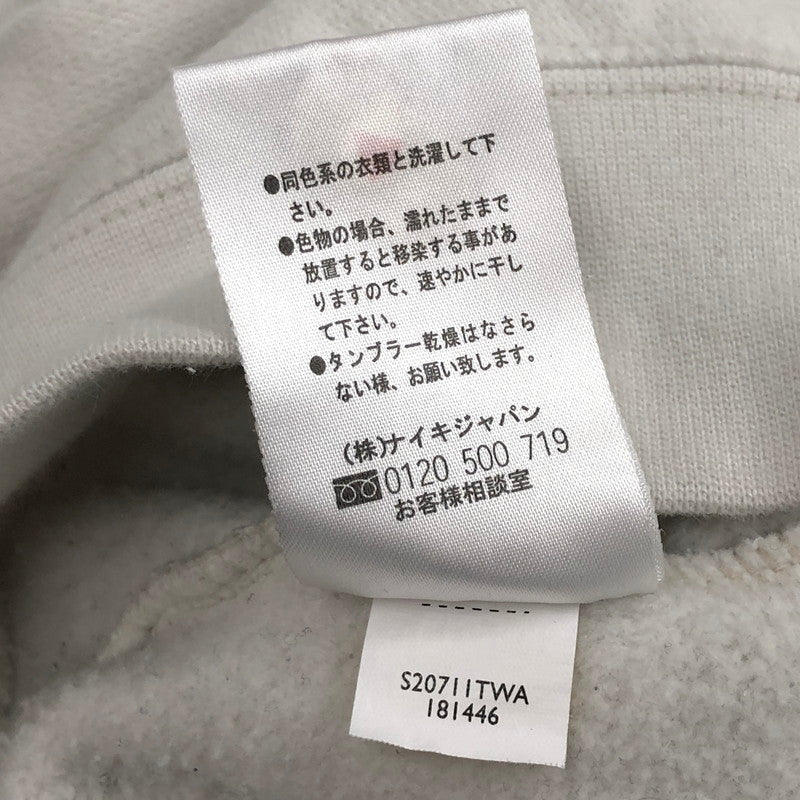 ●同色系の衣類と洗濯して下
さい。
●色物の場合、濡れたままで
放置すると移染する事があ
りますので、速やかに干し
て下さい。
●タンブラー乾燥はなさら
ない様、お願い致します。
(株)ナイキジャパン
0120 500 719
お客様相談室
S20711TWA
181446